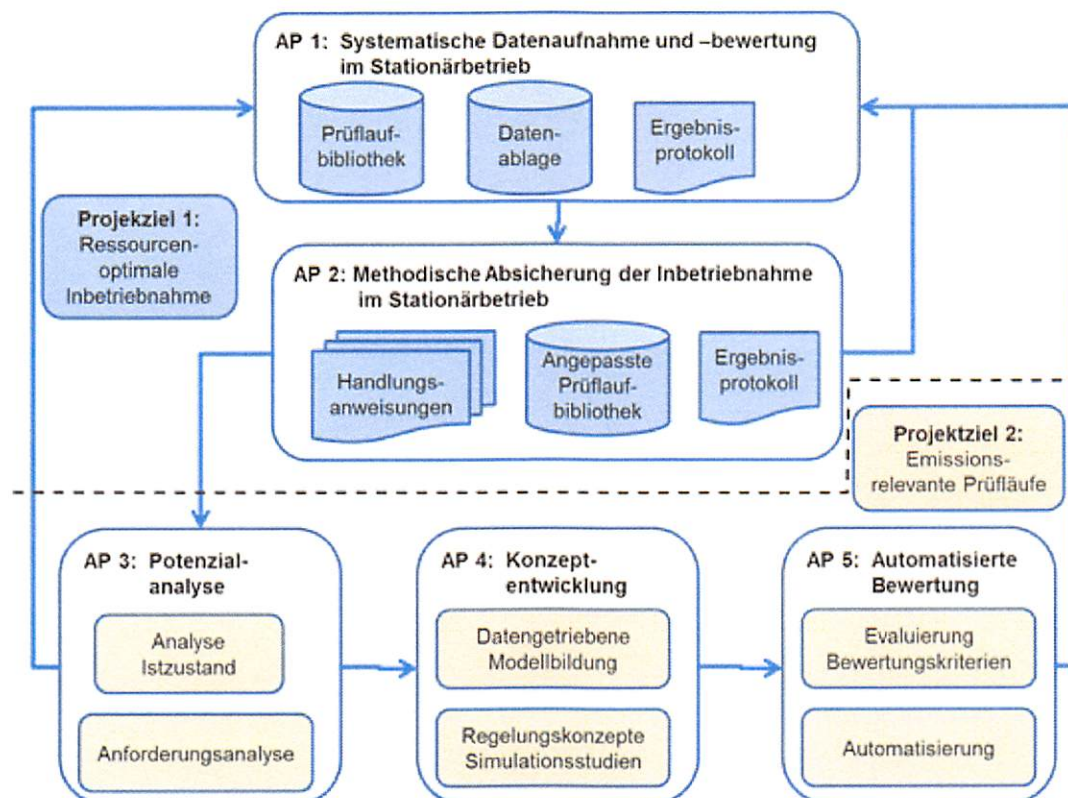 AP 1: Systematische Datenaufnahme und –bewertung
im Stationärbetrieb
Prüflauf-
bibliothek
Daten-
ablage
Ergebnis-
protokoll
Projekziel 1:
Ressourcen-
optimale
Inbetriebnahme
AP 2: Methodische Absicherung der Inbetriebnahme
im Stationärbetrieb
Handlungs-
anweisungen
Angepasste
Prüflauf-
bibliothek
Ergebnis-
protokoll
Projektziel 2:
Emissions-
relevante Prüfläufe
AP 3: Potenzial-
analyse
Analyse
Istzustand
Anforderungsanalyse
AP 4: Konzept-
entwicklung
Datengetriebene
Modellbildung
Regelungskonzepte
Simulationsstudien
AP 5: Automatisierte
Bewertung
Evaluierung
Bewertungskriterien
Automatisierung